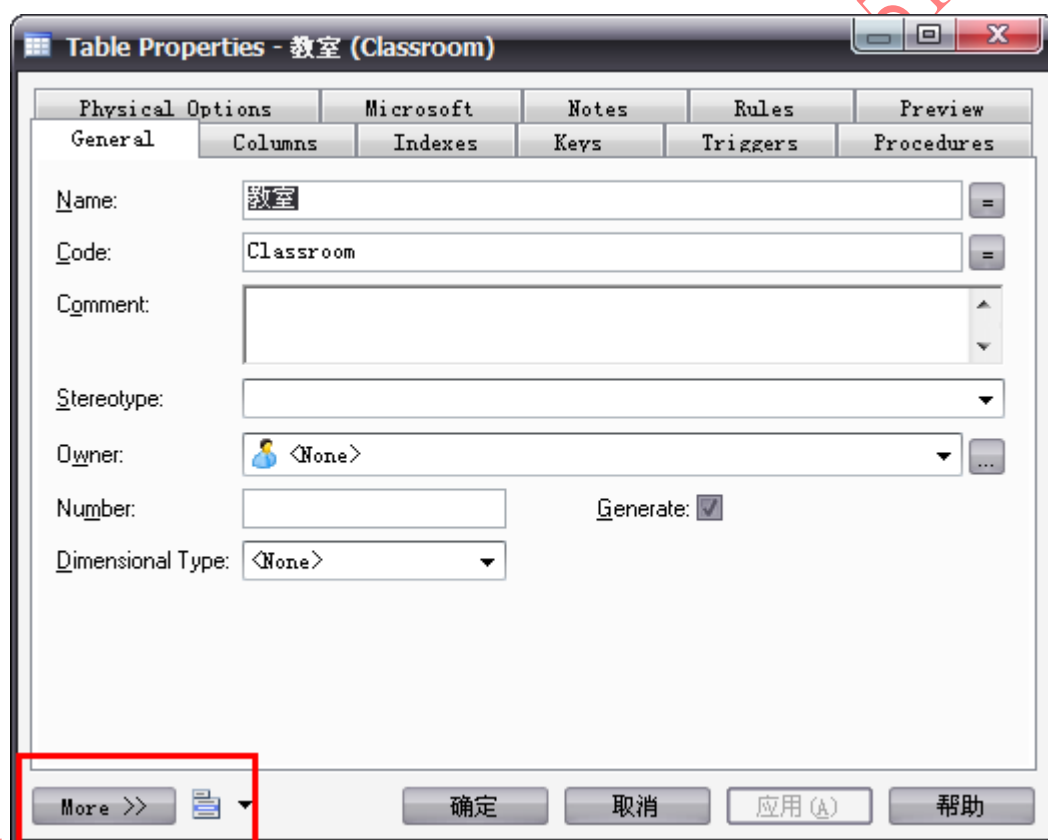 Table Properties - 教室 (Classroom)
Physical Options Microsoft Notes Rules Preview
General Columns Indexes Keys Triggers Procedures
Name: 教室 =
Code: Classroom =
Comment:
Stereotype:
Owner: <None> ...
Number: Generate:
Dimensional Type: <None>
More >> 确定 取消 应用(A) 帮助